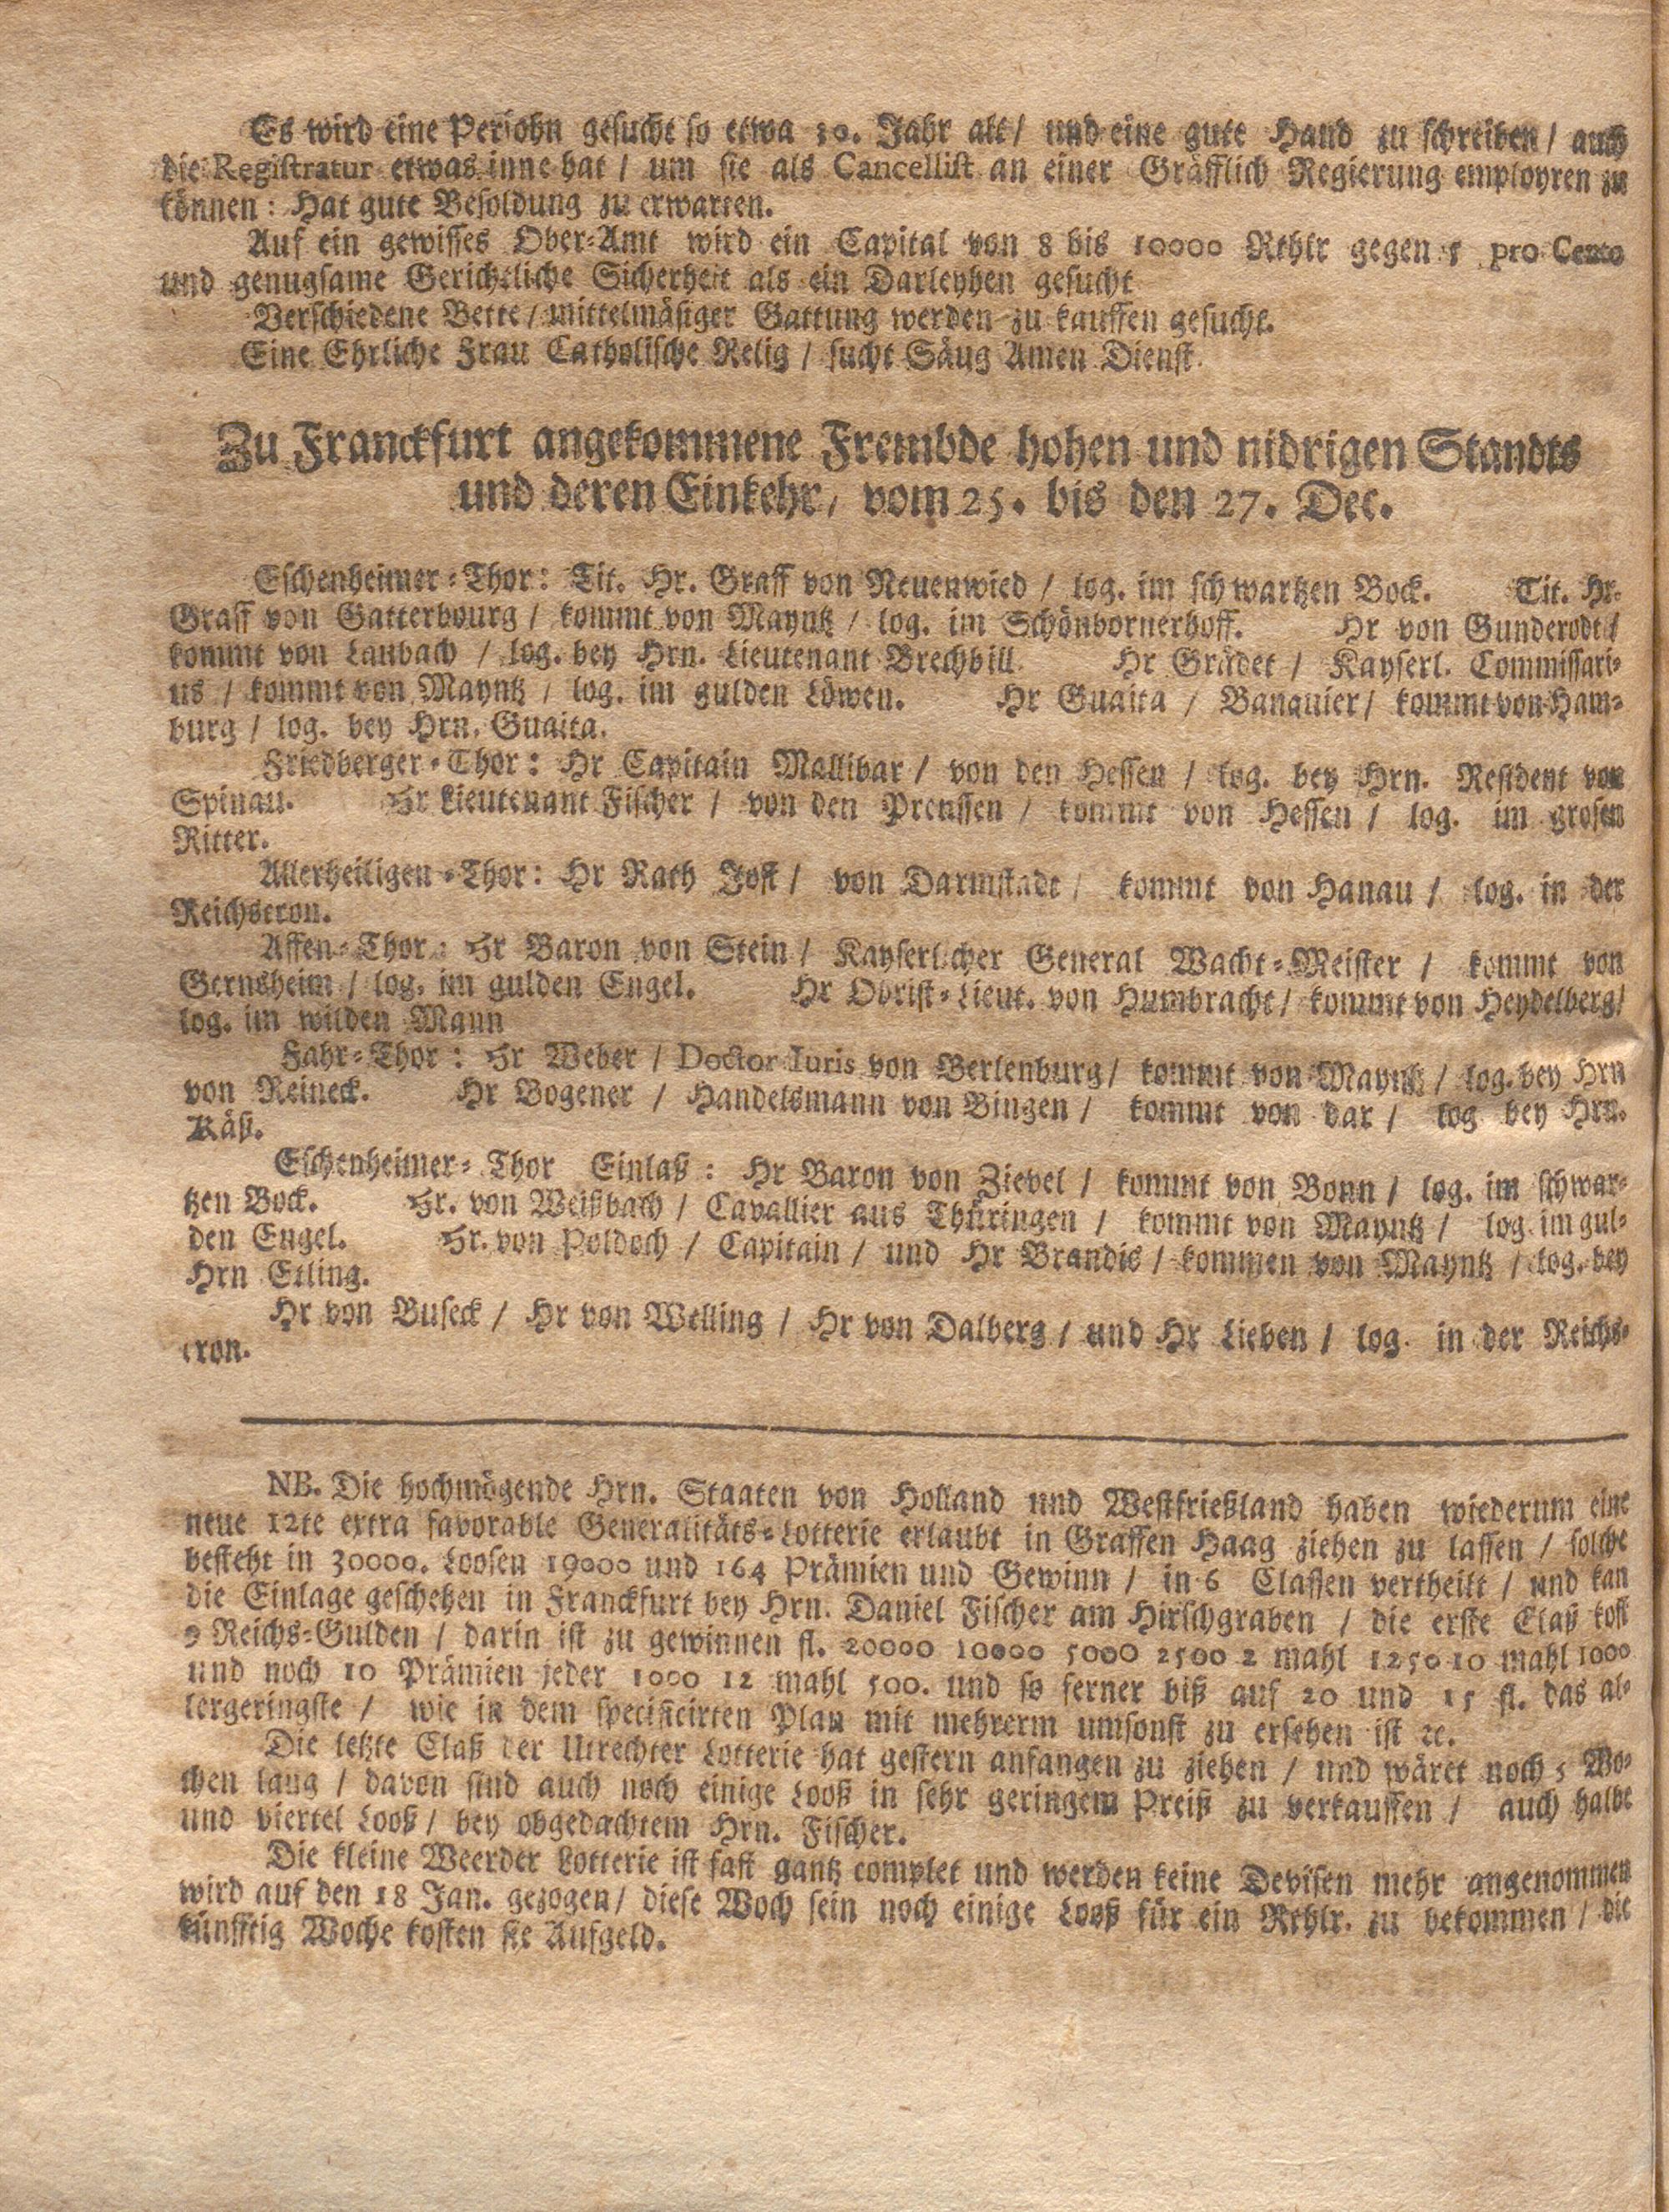 Es wird eine Persohn gesucht so etwa 30. Jahr alt / und eine gute Hand zu schreiben / auch
die Registratur etwas inne hat / um sie als Cancellist an einer Gräfflich Regierung employren zu
können: Hat gute Besoldung zu erwarten.
Auf ein gewisses Ober-Amt wird ein Capital von 8 bis 10000 Rthlr gegen 5 pro Cento
und genugsame Gerichtliche Sicherheit als ein Darleyhen gesucht
Verschiedene Bette / mittelmäsiger Gattung werden zu kauffen gesucht.
Eine Ehrliche Frau Catholische Relig / sucht Säug Amen Dienst.
Zu Franckfurt angekommene Frembde hohen und nidrigen Standts
und deren Einkehr, vom 25. bis den 27. Dec.
Eschenheimer-Thor: Tit. Hr. Graff von Neuenwied / log. im schwartzen Bock. Tit. Hr.
Graff von Gatterbourg / kommt von Mayntz / log. im Schönbornerhoff. Hr von Gunderodt /
kommt von Laubach / log. bey Hrn. Lieutenant Brechbill. Hr Grädet / Kayserl. Commissari-
us / kommt von Mayntz / log. im gulden Löwen. Hr Guaita / Banquier / kommt von Ham-
burg / log. bey Hrn. Guaita.
Friedberger-Thor: Hr Capitain Mallibar / von den Hessen / log. bey Hrn. Resident von
Spinau. Hr Lieutenant Fischer / von den Preussen / kommt von Hessen / log. im grosen
Ritter.
Allerheiligen-Thor: Hr Rath Jost / von Darmstadt / kommt von Hanau / log. in der
Reichscron.
Affen-Thor: Hr Baron von Stein / Kayserlicher General Wacht-Meister / kommt von
Gernsheim / log. im gulden Engel. Hr Obrist-Lieut. von Humbracht / kommt von Heydelberg /
log. im wilden Mann
Fahr-Thor: Hr Weber / Doctor Juris von Berlenburg / kommt von Mayntz / log. bey Hrn
von Reineck. Hr Bogener / Handelsmann von Bingen / kommt von dar / log bey Hrn.
Käß.
Eschenheimer-Thor Einlaß: Hr Baron von Zievel / kommt von Bonn / log. im schwar-
tzen Bock. Hr. von Weißbach / Cavallier aus Thüringen / kommt von Mayntz / log. im gul-
den Engel. Hr. von Poldoch / Capitain / und Hr Brandis / kommen von Mayntz / log. bey
Hrn Etling.
Hr von Buseck / Hr von Welling / Hr von Dalberg / und Hr Lieben / log. in der Reichs-
cron.
NB. Die hochmögende Hrn. Staaten von Holland und Westfrießland haben wiederum eine
neue 12te extra favorable Generalitäts-Lotterie erlaubt in Graffen Haag ziehen zu lassen / solche
besteht in 30000. Loosen 19000 und 164 Prämien und Gewinn / in 6 Classen vertheilt / und kan
die Einlage geschehen in Franckfurt bey Hrn. Daniel Fischer am Hirschgraben / die erste Claß kost
9 Reichs-Gulden / darin ist zu gewinnen fl. 20000 10000 5000 2500 2 mahl 1250 10 mahl 1000
und noch 10 Prämien jeder 1000 12 mahl 500. und so ferner biß auf 20 und 15 fl. das al-
lergeringste / wie in dem specificirten Plan mit mehrerm umsonst zu ersehen ist ꝛc.
Die letzte Claß der Utrechter Lotterie hat gestern anfangen zu ziehen / und wäret noch 5 Wo-
chen lang / davon sind auch noch einige Looß in sehr geringem Preiß zu verkauffen / auch halbe
und viertel Looß / bey obgedachtem Hrn. Fischer.
Die kleine Weerder Lotterie ist fast gantz complet und werden keine Devisen mehr angenommen
wird auf den 18 Jan. gezogen / diese Woch sein noch einige Looß für ein Rthlr. zu bekommen / die
künfftig Woche kosten sie Aufgeld.